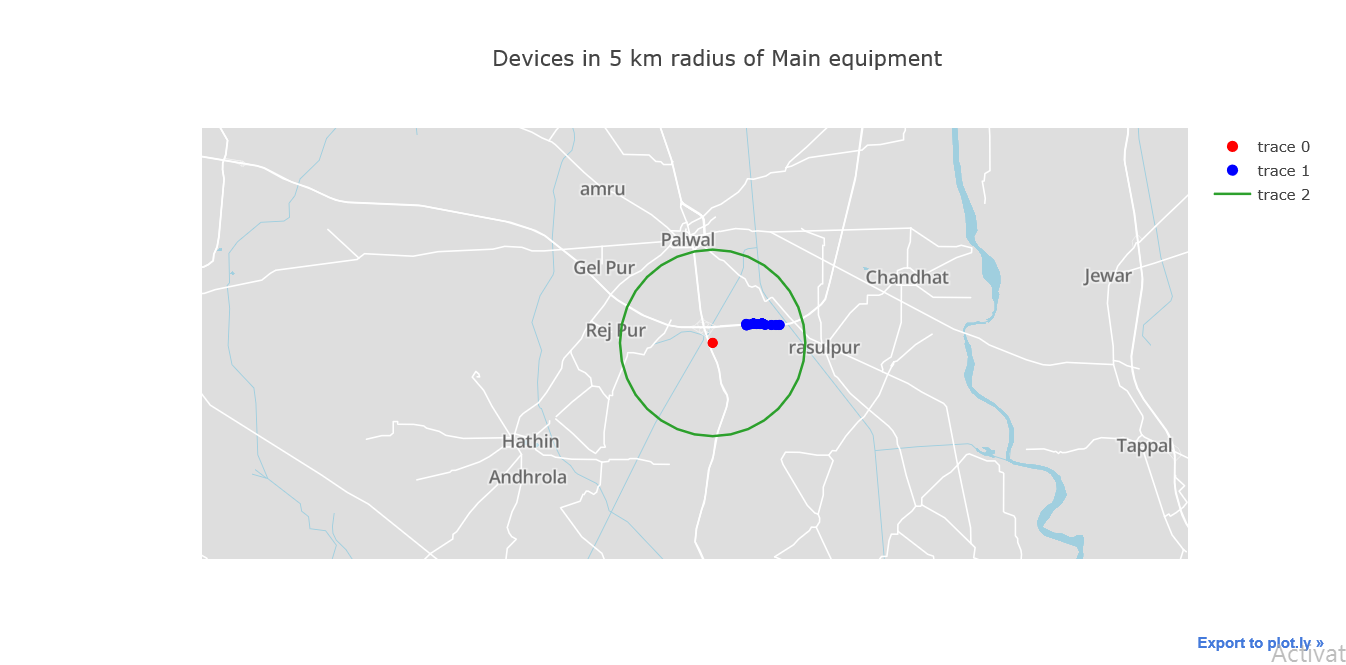 Devices in 5 km radius of Main equipment
trace 0
trace 1
trace 2
amru
Palwal
Gel Pur
Chandhat
Jewar
Rej Pur
rasulpur
Hathin
Tappal
Andhrola
Export to plot.ly »
Activat